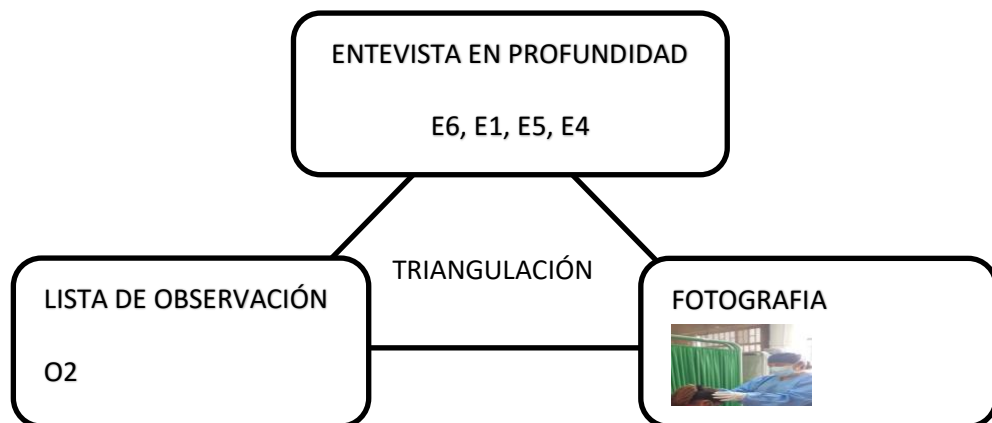 ENTEVISTA EN PROFUNDIDAD
E6, E1, E5, E4
TRIANGULACIÓN
LISTA DE OBSERVACIÓN
O2
FOTOGRAFIA